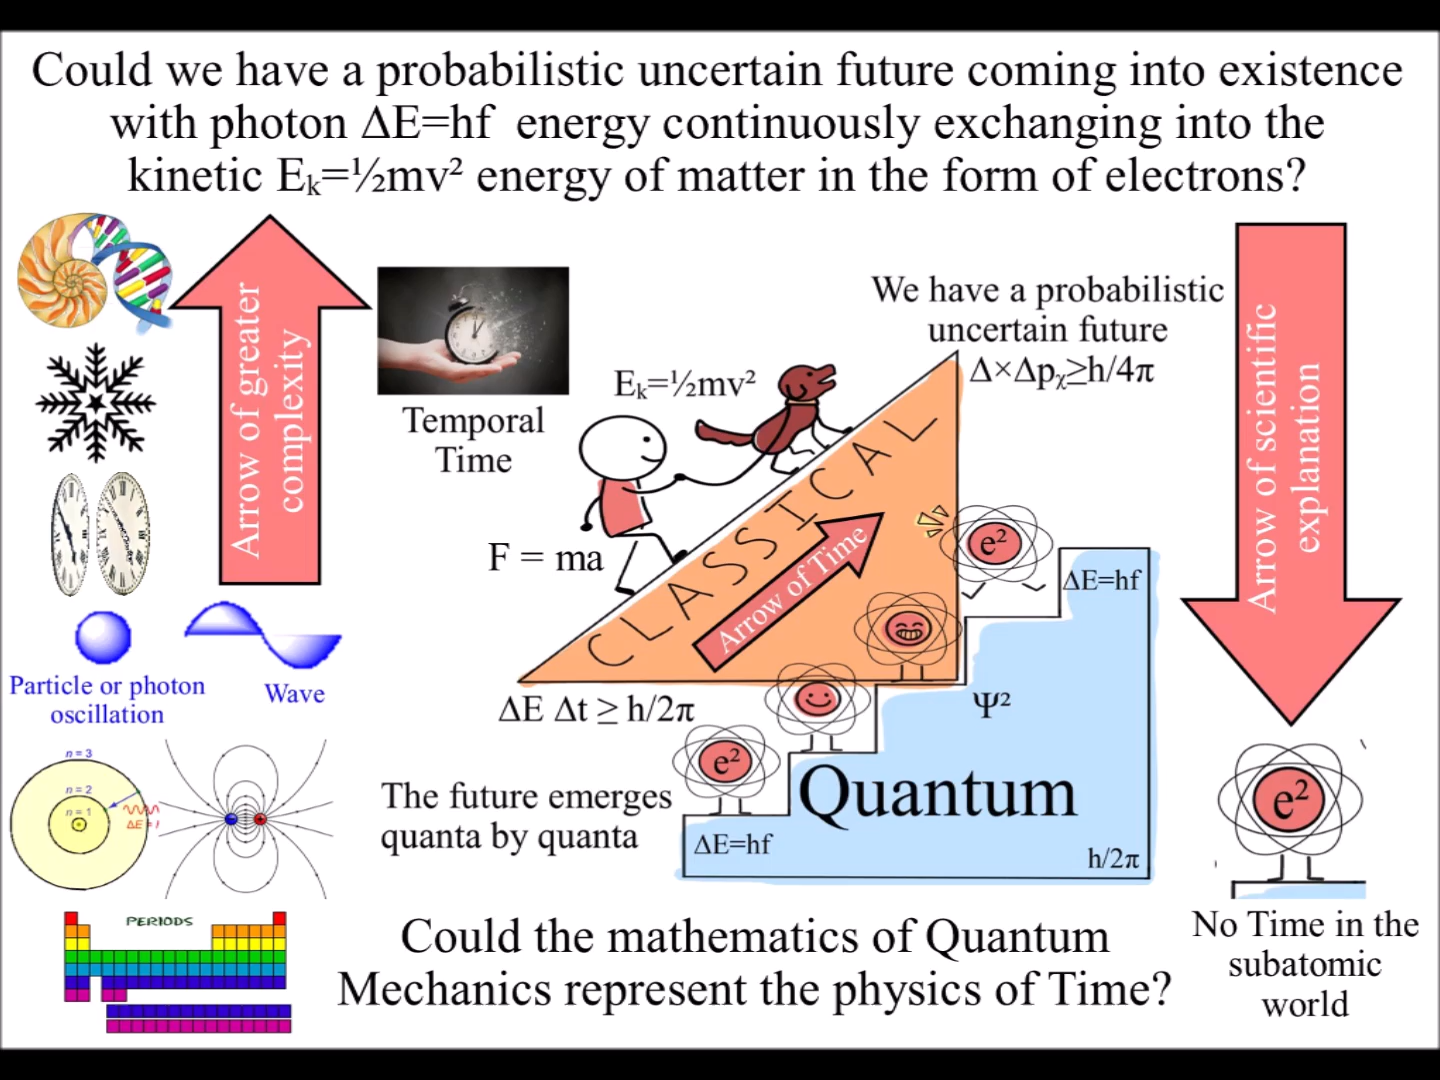 Could we have a probabilistic uncertain future coming into existence
with photon ΔE=hf energy continuously exchanging into the
kinetic Eₖ=½mv² energy of matter in the form of electrons?
Arrow of greater
complexity
Temporal
Time
Eₖ=½mv²
F = ma
We have a probabilistic
uncertain future
Δ×Δpᵪ≥h/4π
Arrow of scientific
explanation
CLASSICAL
Arrow of Time
e²
ΔE=hf
Particle or photon
oscillation
Wave
ΔE Δt ≥ h/2π
Ψ²
e²
Quantum
The future emerges
quanta by quanta
ΔE=hf
h/2π
n = 3
n = 2
n = 1
e²
PERIODS
Could the mathematics of Quantum
Mechanics represent the physics of Time?
No Time in the
subatomic
world